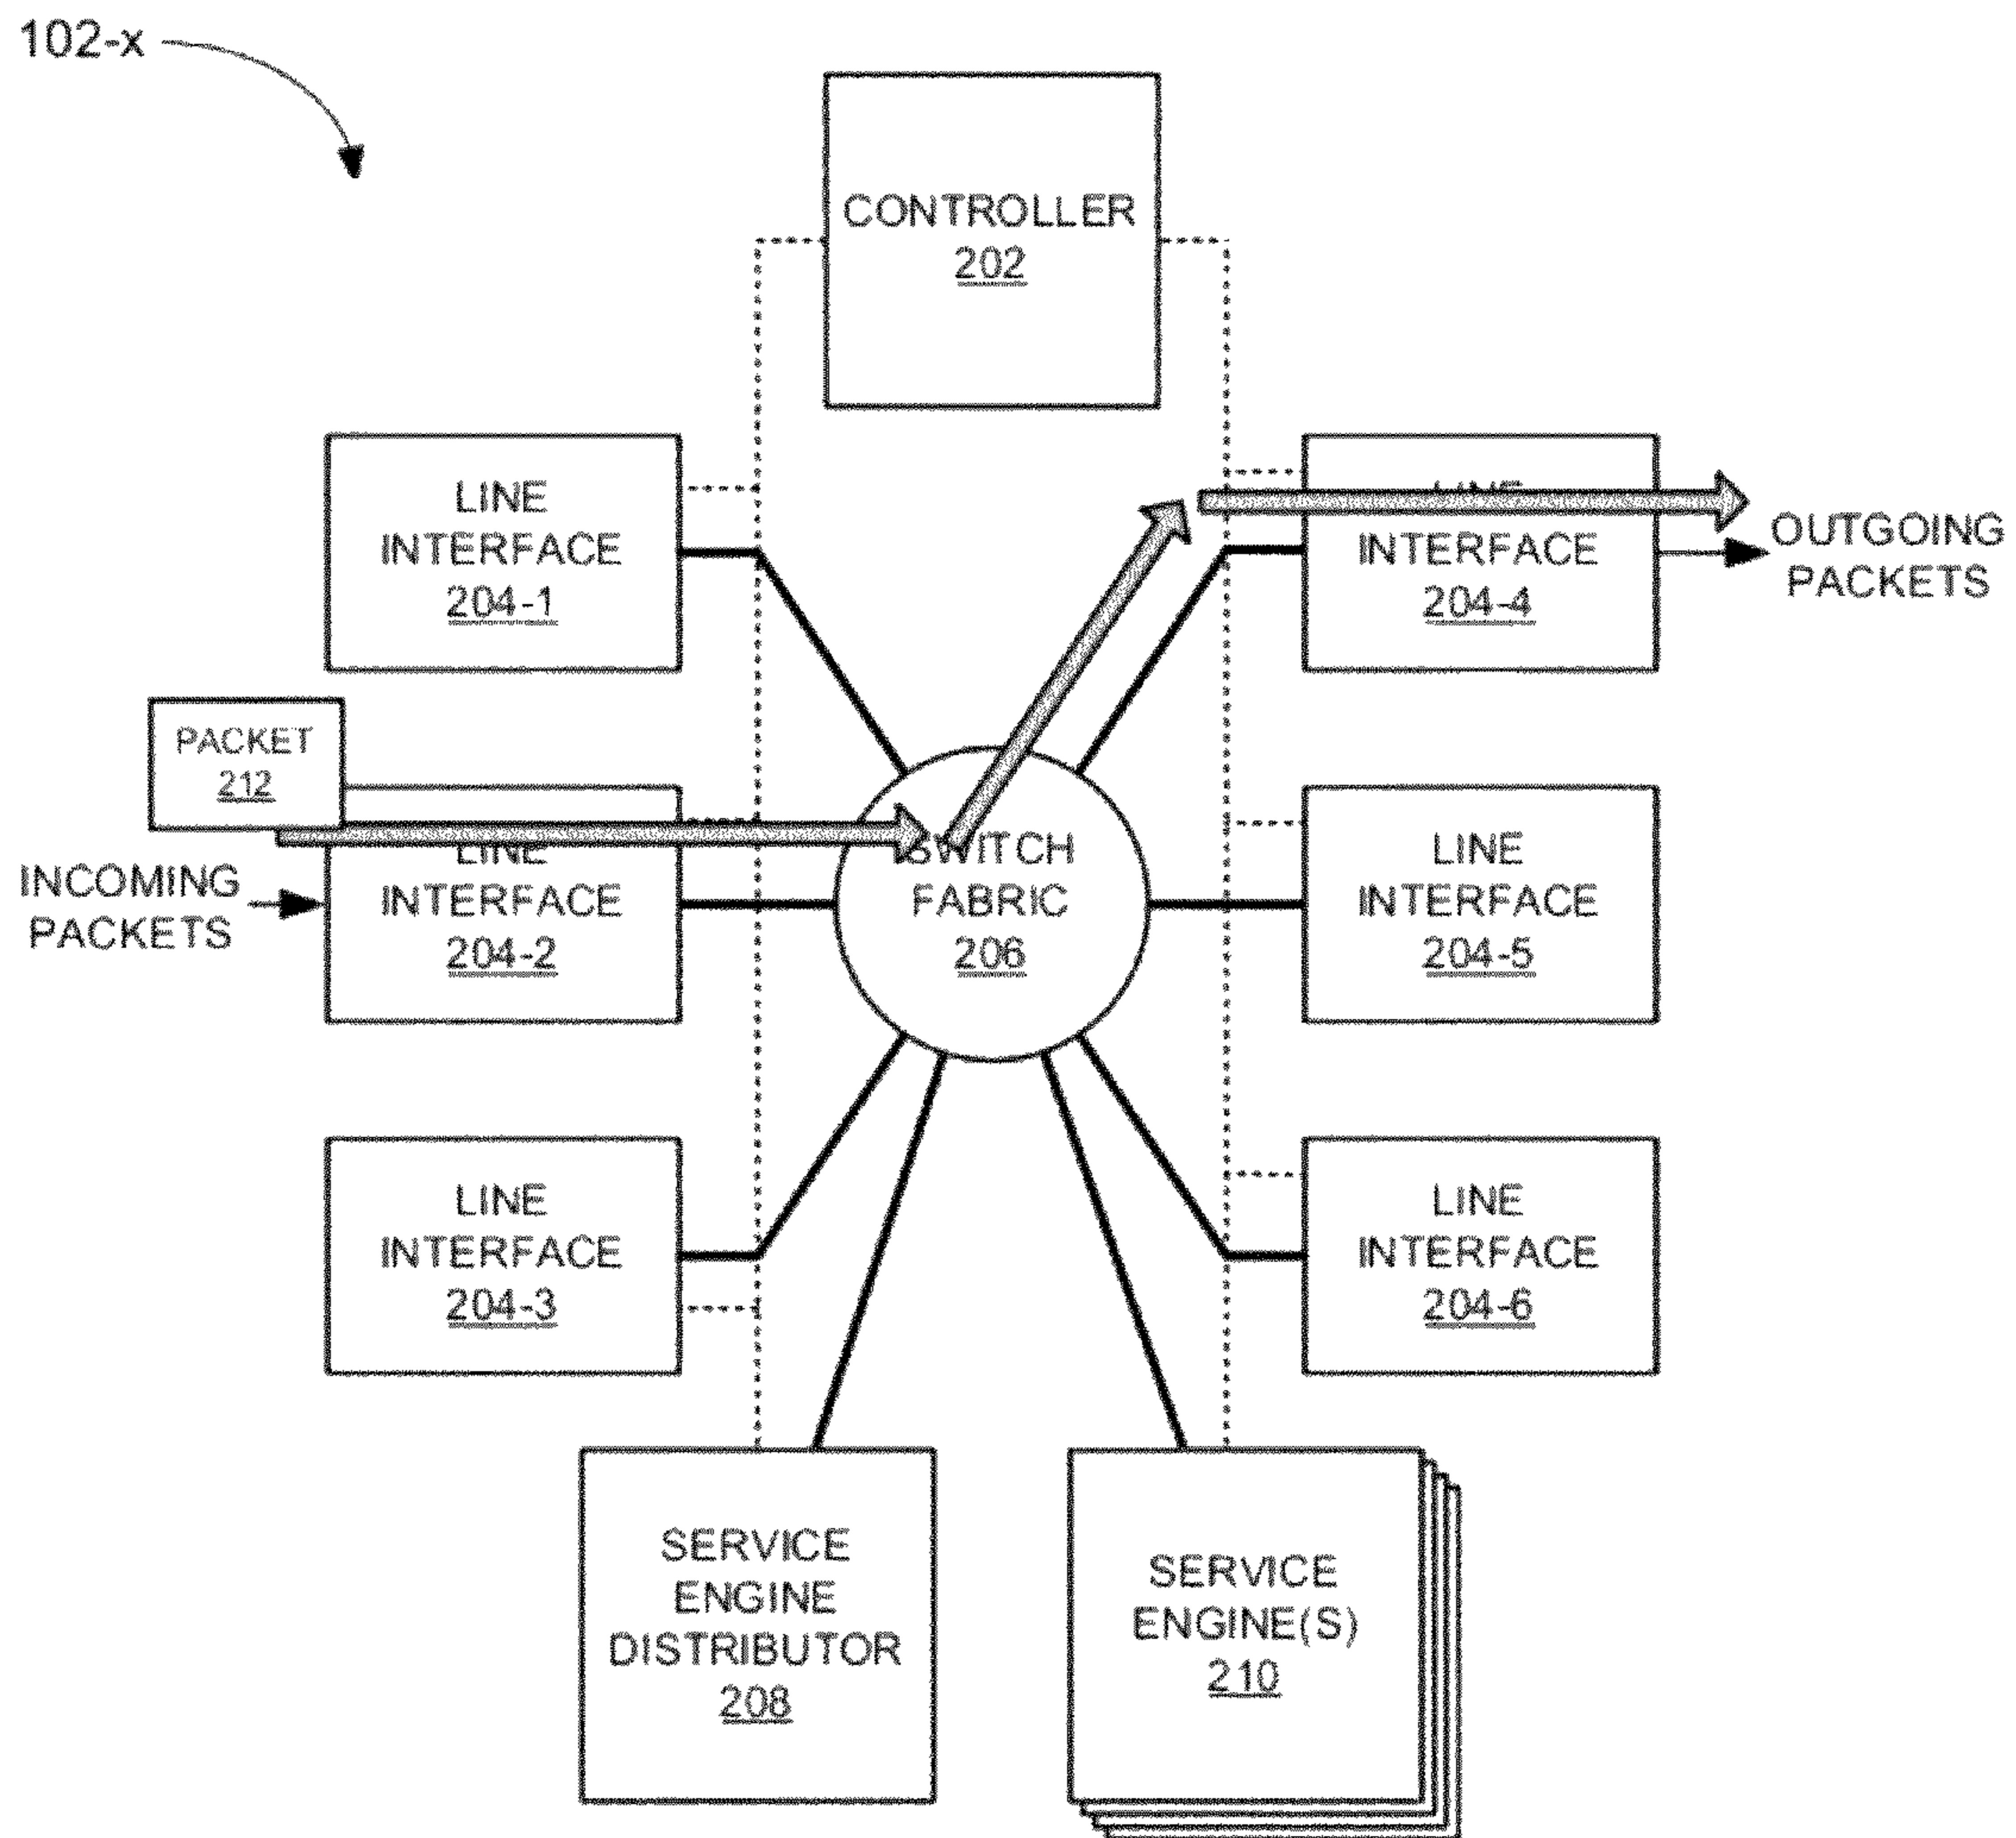 102-x
CONTROLLER
202
LINE
INTERFACE
204-1
LINE
INTERFACE
204-4
OUTGOING
PACKETS
PACKET
212
INCOMING
PACKETS
LINE
INTERFACE
204-2
SWITCH
FABRIC
206
LINE
INTERFACE
204-5
LINE
INTERFACE
204-3
LINE
INTERFACE
204-6
SERVICE
ENGINE
DISTRIBUTOR
208
SERVICE
ENGINE(S)
210